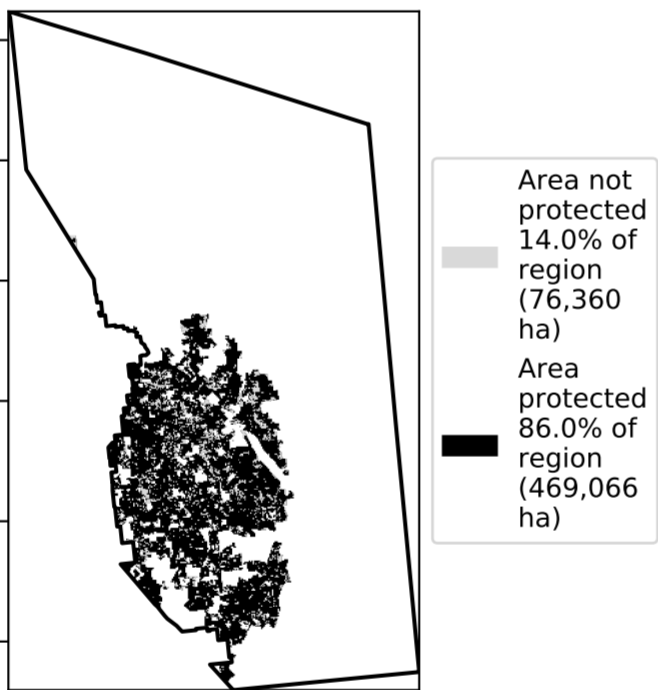 Area not
protected
14.0% of
region
(76,360
ha)
Area
protected
86.0% of
region
(469,066
ha)